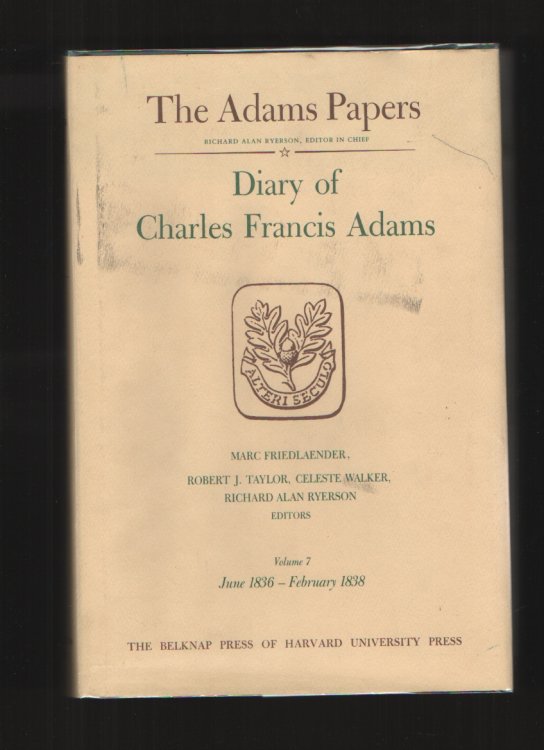 The Adams Papers
RICHARD ALAN RYERSON, EDITOR IN CHIEF
Diary of
Charles Francis Adams
ALTERI SECULO
MARC FRIEDLAENDER,
ROBERT J. TAYLOR, CELESTE WALKER,
RICHARD ALAN RYERSON
EDITORS
Volume 7
June 1836 – February 1838
THE BELKNAP PRESS OF HARVARD UNIVERSITY PRESS